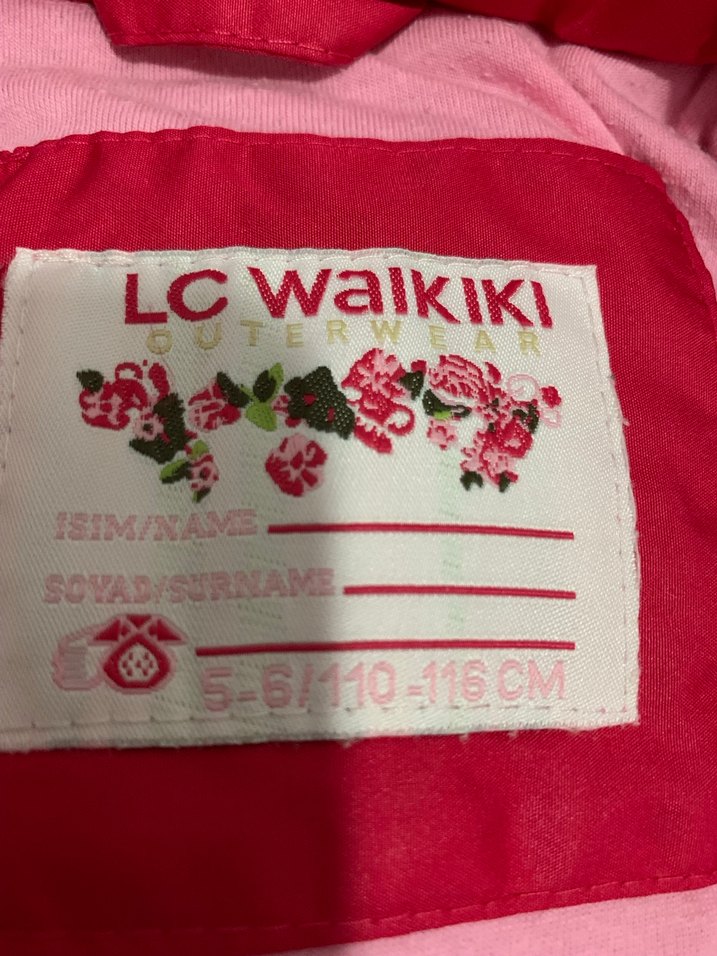 LC WaIKIKI
OUTERWEAR
ISIM/NAME
SOYAD/SURNAME
5-6/110-116 CM